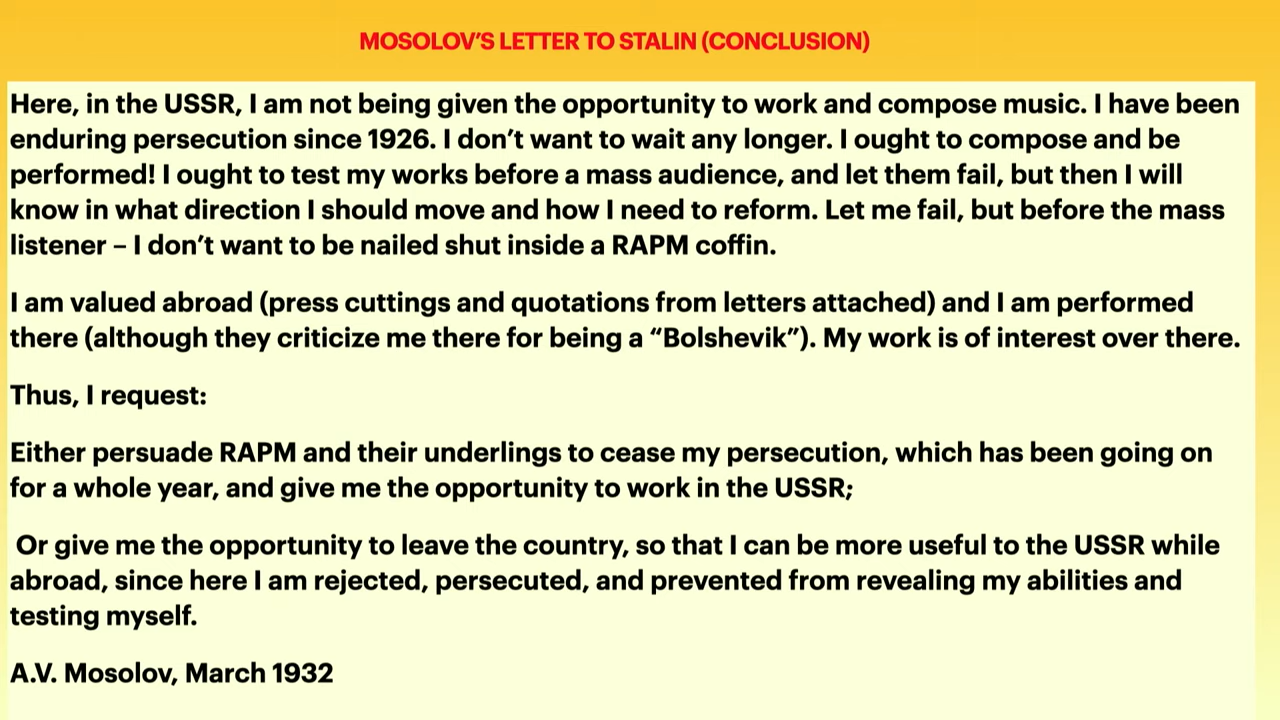 MOSOLOV'S LETTER TO STALIN (CONCLUSION)
Here, in the USSR, I am not being given the opportunity to work and compose music. I have been
enduring persecution since 1926. I don't want to wait any longer. I ought to compose and be
performed! I ought to test my works before a mass audience, and let them fail, but then I will
know in what direction I should move and how I need to reform. Let me fail, but before the mass
listener – I don't want to be nailed shut inside a RAPM coffin.
I am valued abroad (press cuttings and quotations from letters attached) and I am performed
there (although they criticize me there for being a “Bolshevik”). My work is of interest over there.
Thus, I request:
Either persuade RAPM and their underlings to cease my persecution, which has been going on
for a whole year, and give me the opportunity to work in the USSR;
Or give me the opportunity to leave the country, so that I can be more useful to the USSR while
abroad, since here I am rejected, persecuted, and prevented from revealing my abilities and
testing myself.
A.V. Mosolov, March 1932